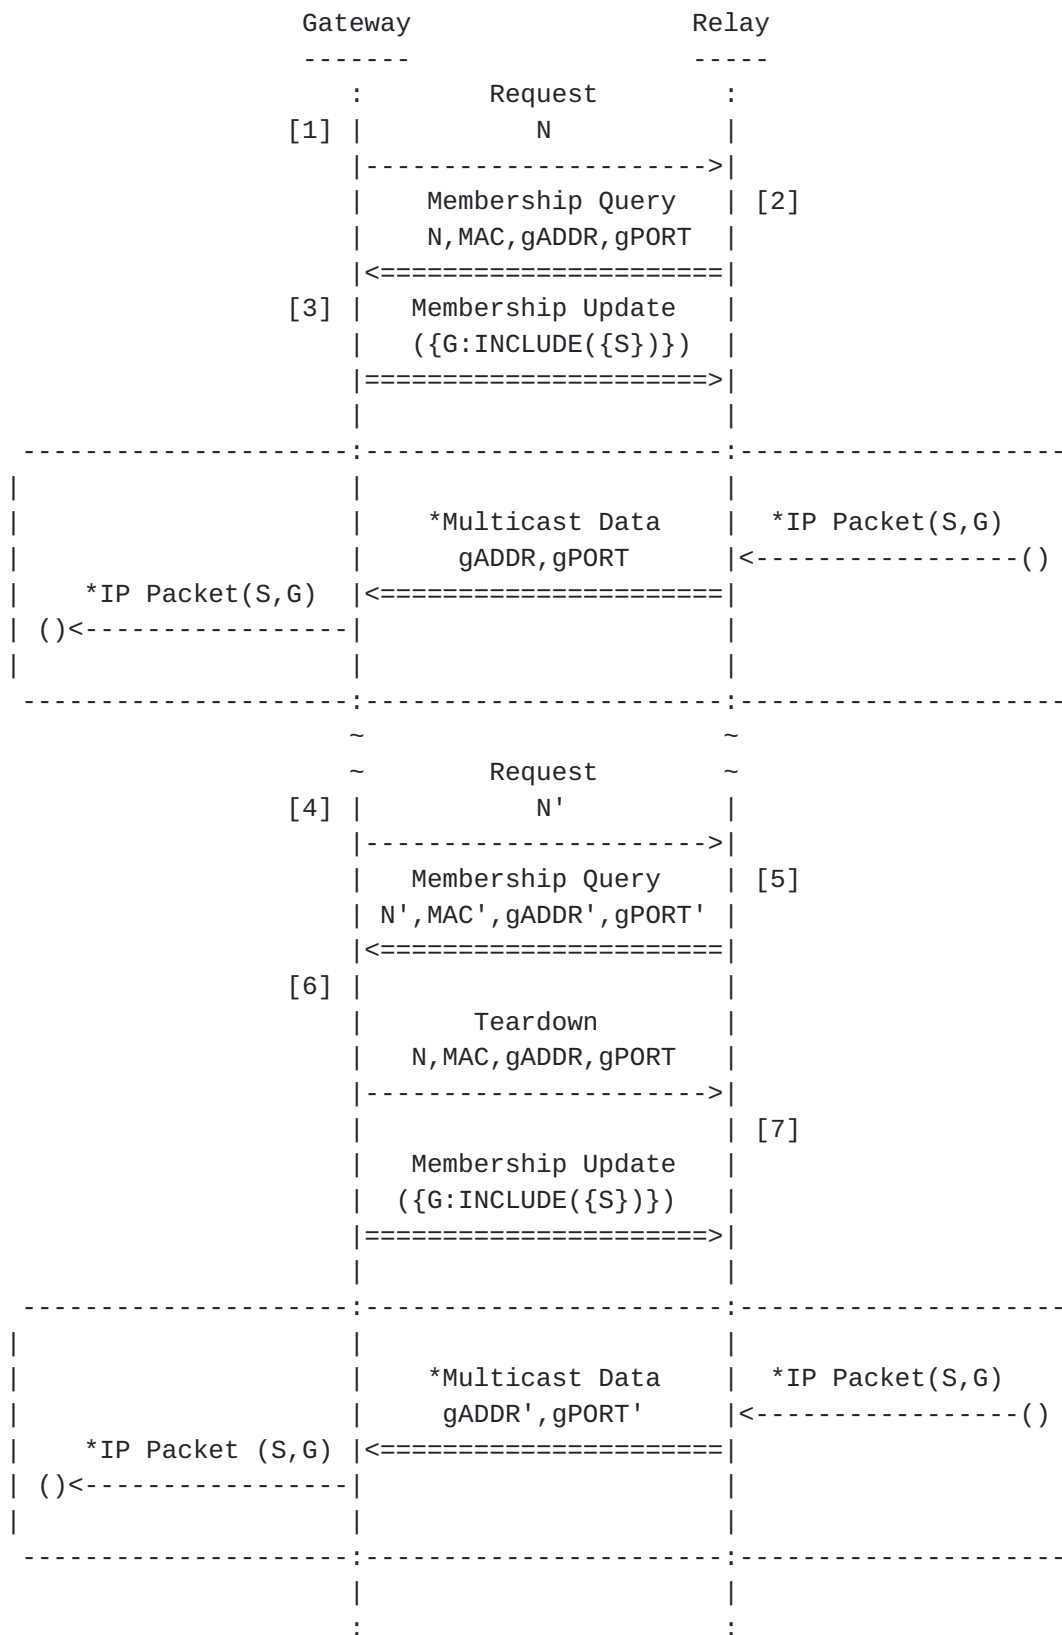 Gateway                  Relay
                                     -------                  -----
                                        :        Request        :
                                    [1] |           N           |
                                        |---------------------->|
                                        |    Membership Query   | [2]
                                        |    N,MAC,gADDR,gPORT  |
                                        |<======================|
                                    [3] |   Membership Update   |
                                        |   ({G:INCLUDE({S})})  |
                                        |======================>|
                                        |                       |
                   ---------------------:-----------------------:---------------------
                  |                     |                       |
                  |                     |    *Multicast Data    |  *IP Packet(S,G)
                  |                     |      gADDR,gPORT      |<-----------------()
                  |    *IP Packet(S,G)  |<======================|
                  | ()<-----------------|                       |
                  |                     |                       |
                   ---------------------:-----------------------:---------------------
                                        ~                       ~
                                        ~        Request        ~
                                    [4] |           N'          |
                                        |---------------------->|
                                        |   Membership Query    | [5]
                                        | N',MAC',gADDR',gPORT' |
                                        |<======================|
                                    [6] |                       |
                                        |       Teardown        |
                                        |   N,MAC,gADDR,gPORT   |
                                        |---------------------->|
                                        |                       | [7]
                                        |   Membership Update   |
                                        |  ({G:INCLUDE({S})})   |
                                        |======================>|
                                        |                       |
                   ---------------------:-----------------------:---------------------
                  |                     |                       |
                  |                     |    *Multicast Data    |  *IP Packet(S,G)
                  |                     |     gADDR',gPORT'     |<-----------------()
                  |    *IP Packet (S,G) |<======================|
                  | ()<-----------------|                       |
                  |                     |                       |
                   ---------------------:-----------------------:---------------------
                                        |                       |
                                        :                       :